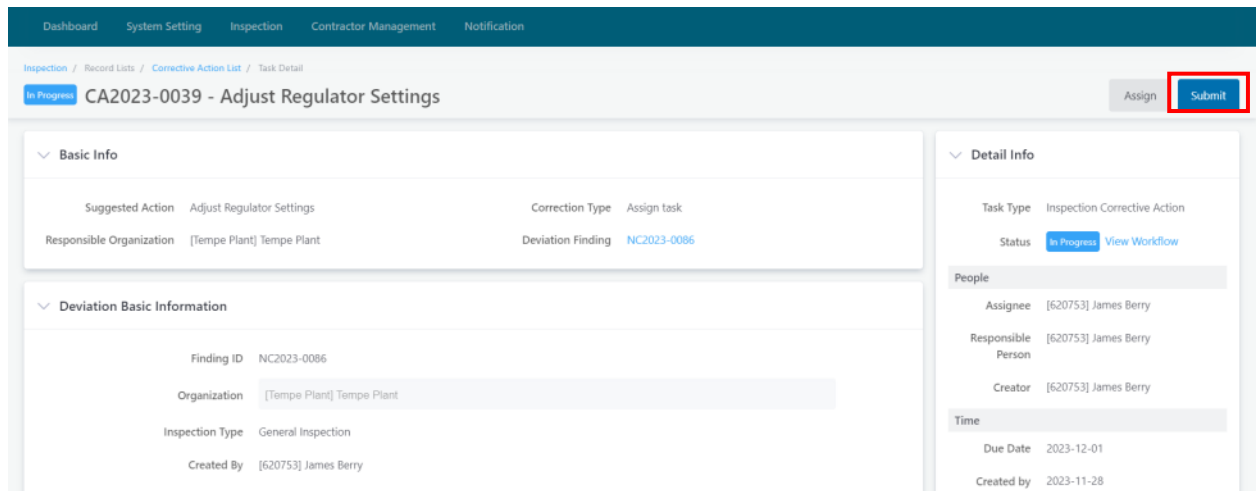 Dashboard System Setting Inspection Contractor Management Notification
Inspection / Record Lists / Corrective Action List / Task Detail
In Progress CA2023-0039 - Adjust Regulator Settings
Assign Submit
Basic Info
Suggested Action Adjust Regulator Settings Correction Type Assign task
Responsible Organization [Tempe Plant] Tempe Plant Deviation Finding NC2023-0086
Deviation Basic Information
Finding ID NC2023-0086
Organization [Tempe Plant] Tempe Plant
Inspection Type General Inspection
Created By [620753] James Berry
Detail Info
Task Type Inspection Corrective Action
Status In Progress View Workflow
People
Assignee [620753] James Berry
Responsible [620753] James Berry
Person
Creator [620753] James Berry
Time
Due Date 2023-12-01
Created by 2023-11-28